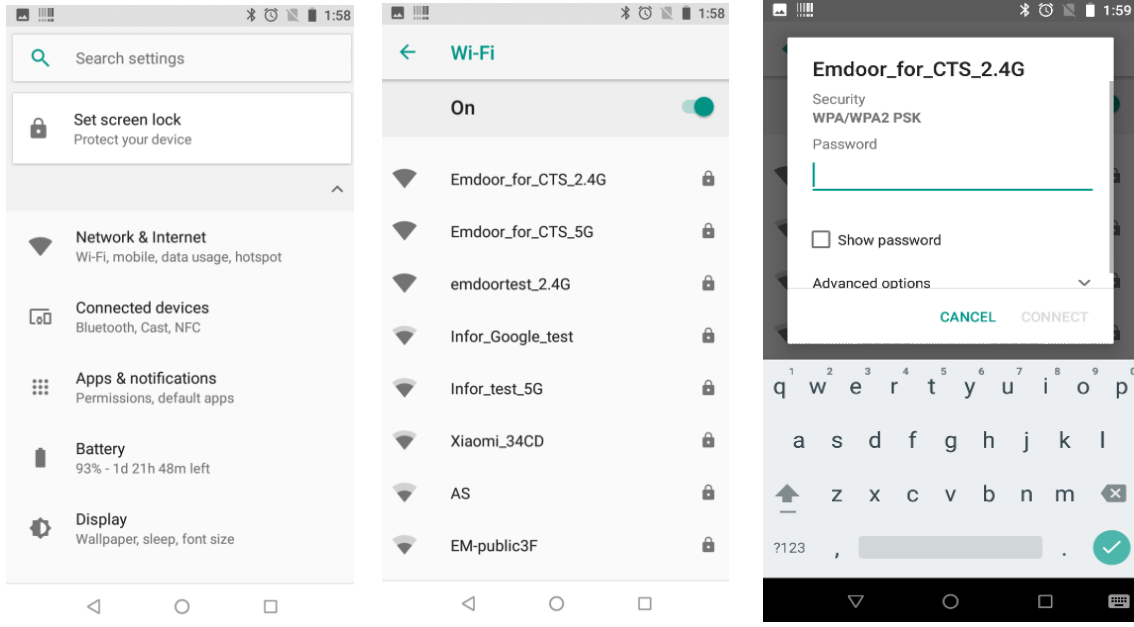 1:58
Search settings
Set screen lock
Protect your device
Network & Internet
Wi-Fi, mobile, data usage, hotspot
Connected devices
Bluetooth, Cast, NFC
Apps & notifications
Permissions, default apps
Battery
93% - 1d 21h 48m left
Display
Wallpaper, sleep, font size
1:58
Wi-Fi
On
Emdoor_for_CTS_2.4G
Emdoor_for_CTS_5G
emdoortest_2.4G
Infor_Google_test
Infor_test_5G
Xiaomi_34CD
AS
EM-public3F
1:59
Emdoor_for_CTS_2.4G
Security
WPA/WPA2 PSK
Password
Show password
Advanced options
CANCEL CONNECT
1 2 3 4 5 6 7 8 9 0
q w e r t y u i o p
a s d f g h j k l
z x c v b n m
?123 , .